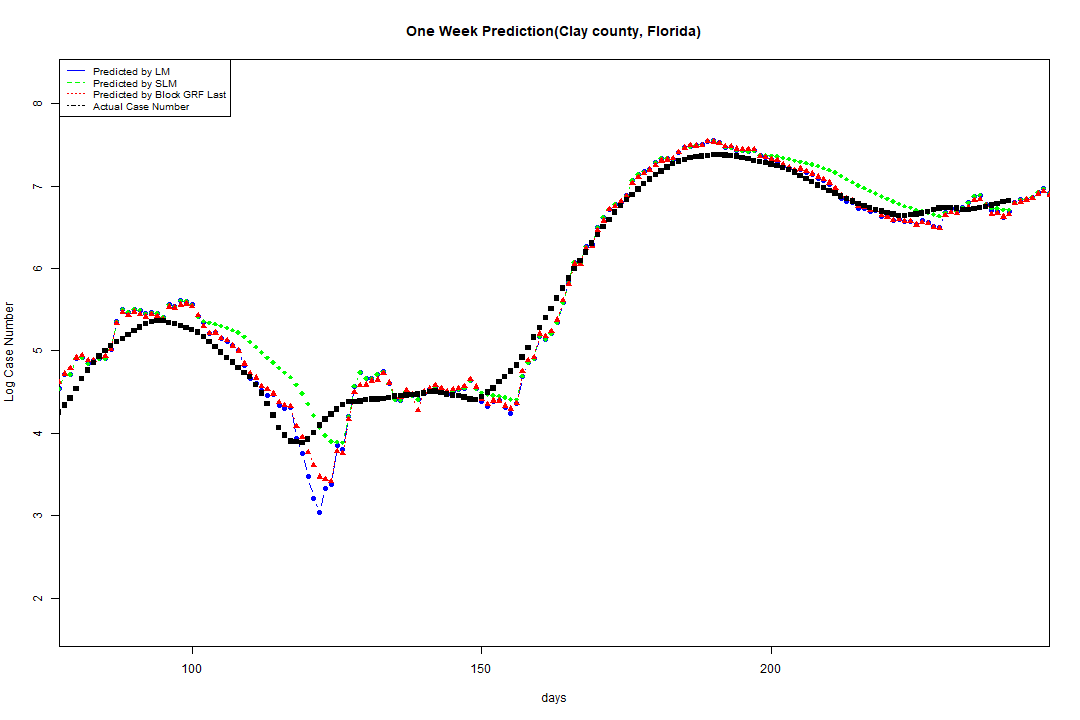 One Week Prediction(Clay county, Florida)
Predicted by LM
Predicted by SLM
Predicted by Block GRF Last
Actual Case Number
8
7
6
5
4
3
2
Log Case Number
100 150 200
days